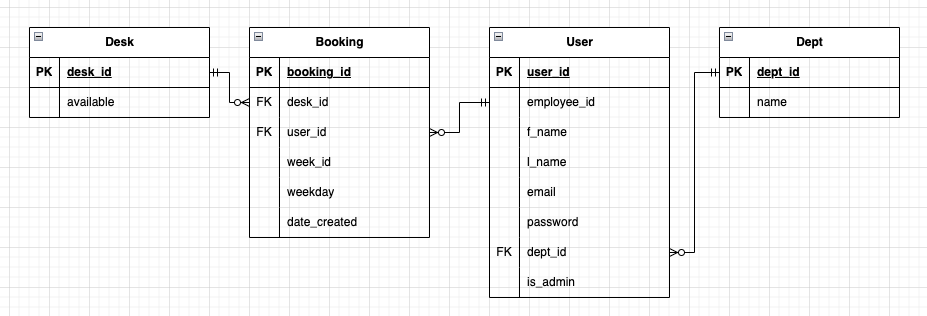 Desk
PK desk_id
available
Booking
PK booking_id
FK desk_id
FK user_id
week_id
weekday
date_created
User
PK user_id
employee_id
f_name
l_name
email
password
FK dept_id
is_admin
Dept
PK dept_id
name